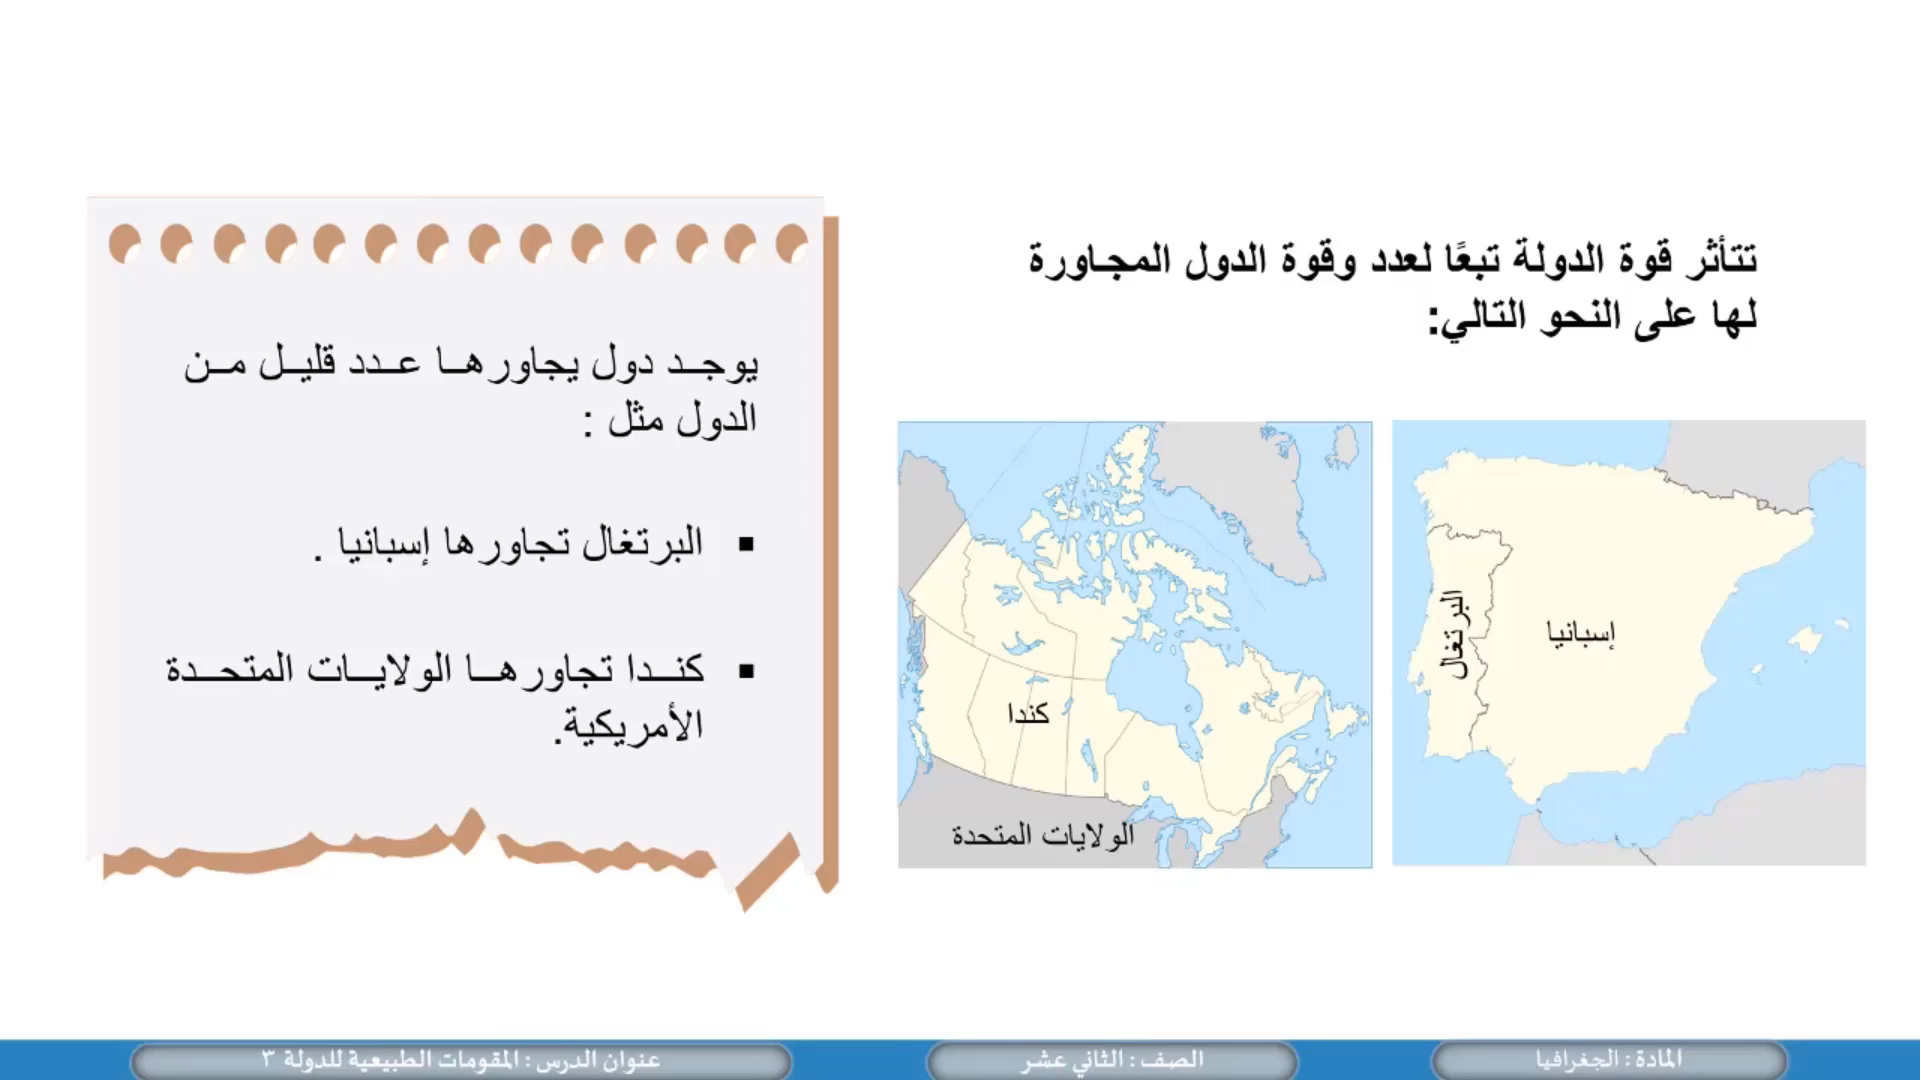 تتأثر قوة الدولة تبعًا لعدد وقوة الدول المجاورة
لها على النحو التالي:
يوجد دول يجاورها عدد قليل من
الدول مثل :
▪ البرتغال تجاورها إسبانيا .
▪ كندا تجاورها الولايات المتحدة
الأمريكية.
إسبانيا
البرتغال
كندا
الولايات المتحدة
المادة : الجغرافيا
الصف : الثاني عشر
عنوان الدرس : المقومات الطبيعية للدولة ٣